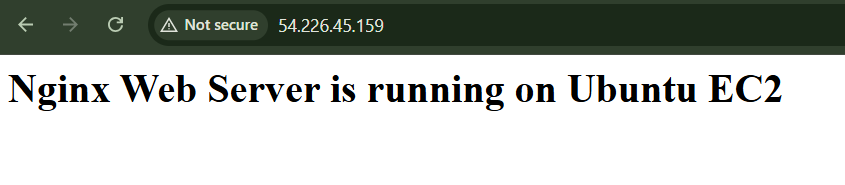 Not secure 54.226.45.159
Nginx Web Server is running on Ubuntu EC2